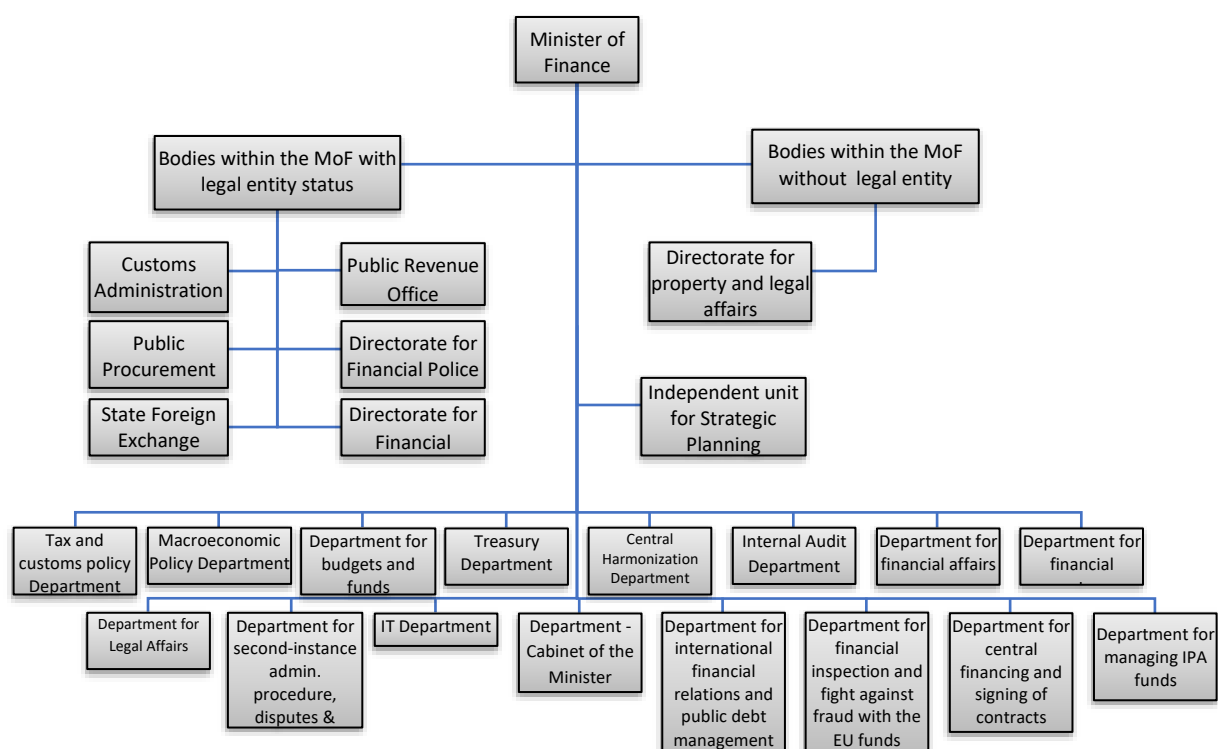 Minister of
Finance
Bodies within the MoF with
legal entity status
Bodies within the MoF
without legal entity
Customs
Administration
Public Revenue
Office
Directorate for
property and legal
affairs
Public
Procurement
Directorate for
Financial Police
State Foreign
Exchange
Directorate for
Financial
Independent unit
for Strategic
Planning
Tax and
customs policy
Department
Macroeconomic
Policy Department
Department for
budgets and
funds
Treasury
Department
Central
Harmonization
Department
Internal Audit
Department
Department for
financial affairs
Department for
financial
Department for
Legal Affairs
Department for
second-instance
admin.
procedure,
disputes &
IT Department
Department -
Cabinet of the
Minister
Department for
international
financial
relations and
public debt
management
Department for
financial
inspection and
fight against
fraud with the
EU funds
Department for
central
financing and
signing of
contracts
Department for
managing IPA
funds